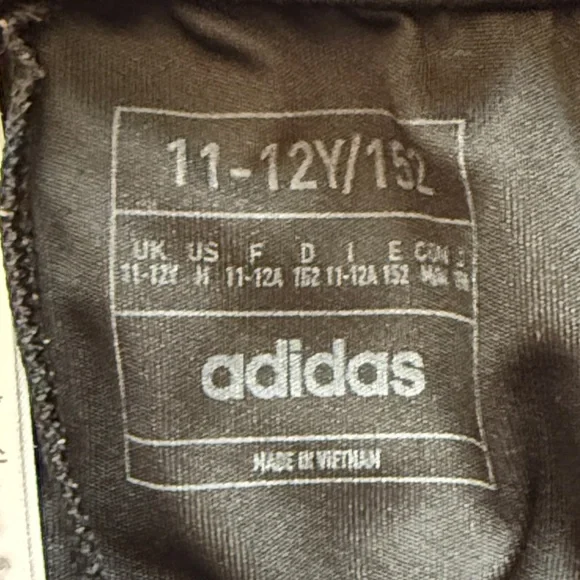 11-12Y/152
UK US F D I E
11-12Y 11-12A 152 11-12A 152
adidas
MADE IN VIETNAM